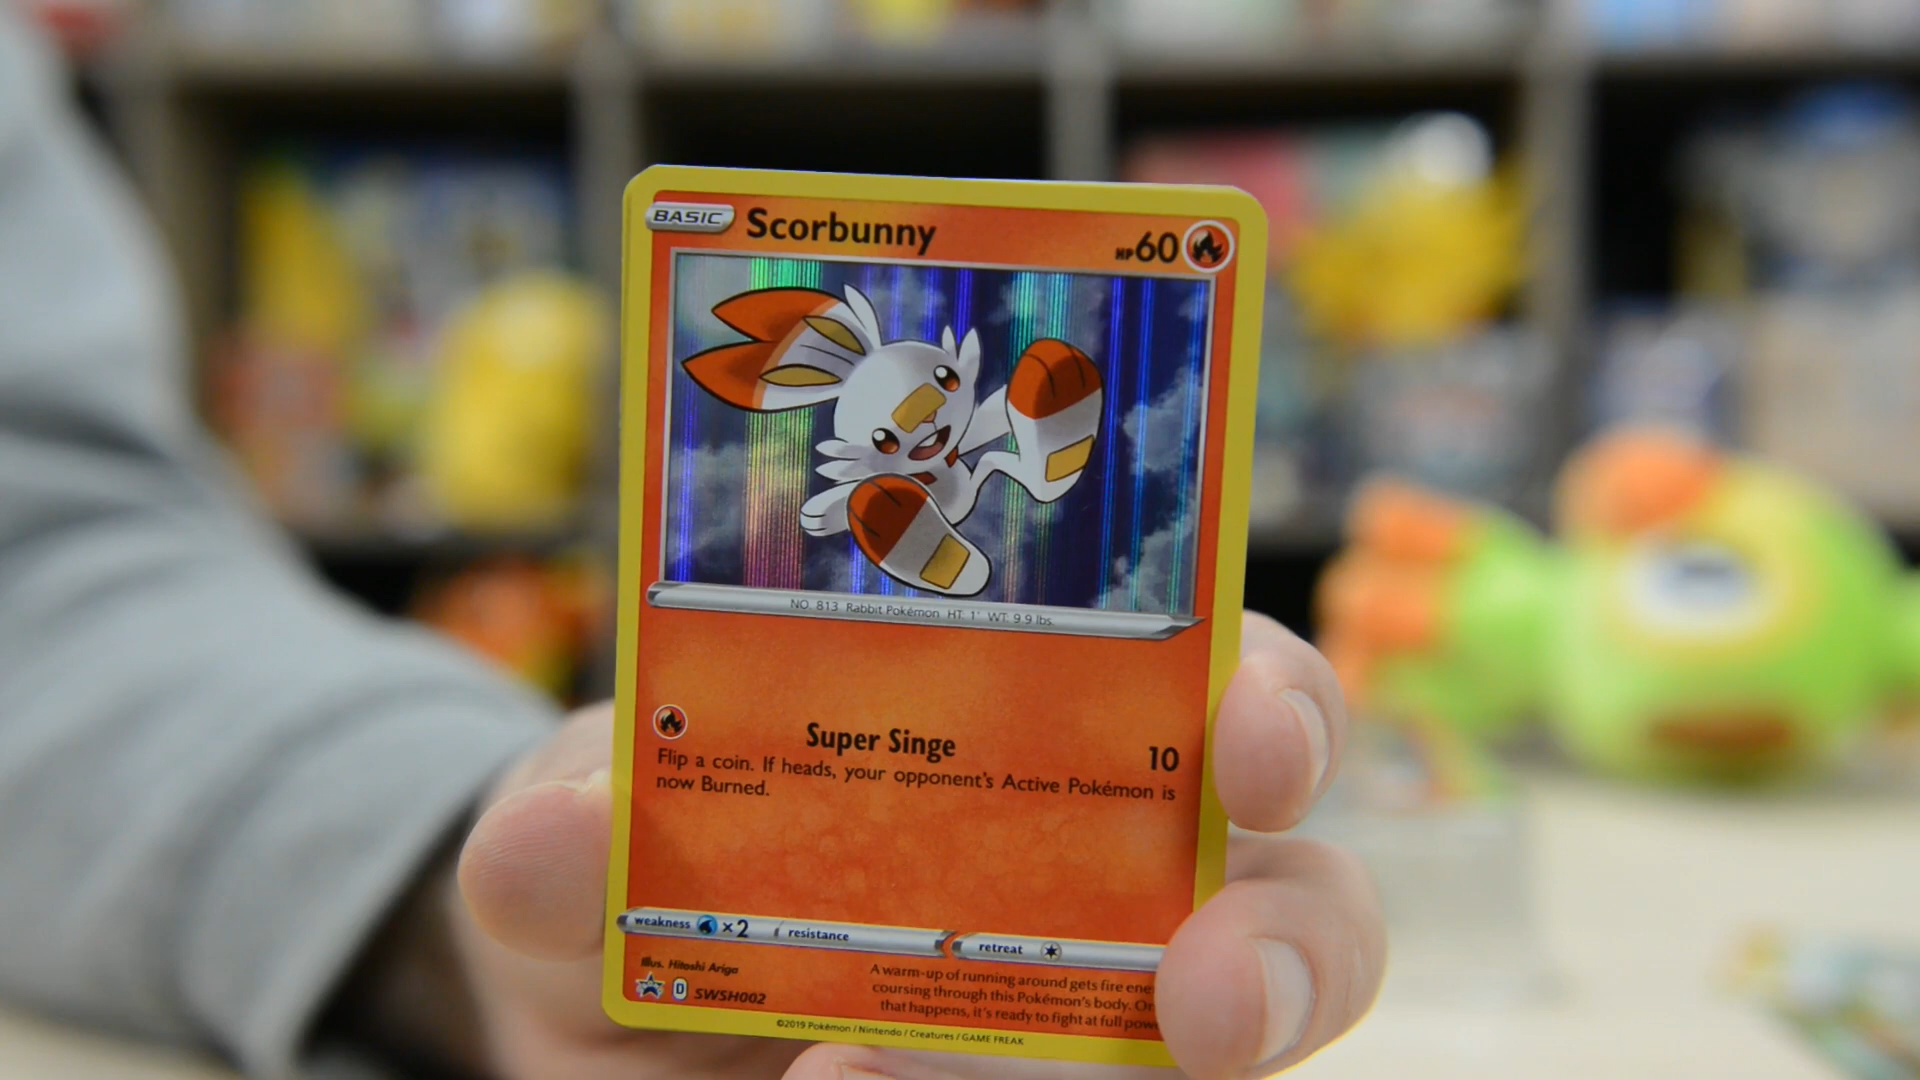 BASIC Scorbunny HP60
NO. 813 Rabbit Pokémon HT: 1' WT: 9.9 lbs.
Super Singe 10
Flip a coin. If heads, your opponent's Active Pokémon is
now Burned.
weakness ×2 resistance retreat
Illus. Hitoshi Ariga
D SWSH002
A warm-up of running around gets fire ene
coursing through this Pokémon's body. On
that happens, it's ready to fight at full powe
©2019 Pokémon / Nintendo / Creatures / GAME FREAK